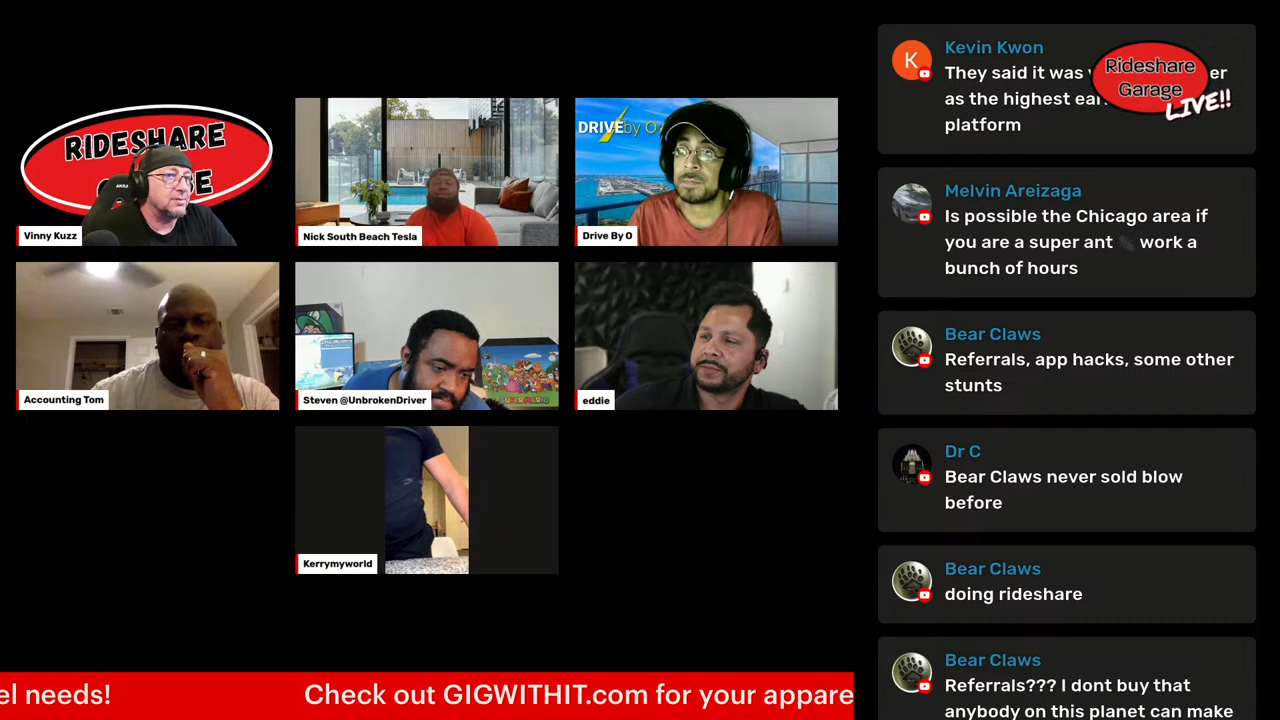 RIDESHARE
Vinny Kuzz
Nick South Beach Tesla
DRIVE by O
Drive By O
Accounting Tom
Steven @UnbrokenDriver
SUPER MARIO
eddie
Kerrymyworld
Kevin Kwon
They said it was
as the highest
platform
Rideshare
Garage
LIVE!!
Melvin Areizaga
Is possible the Chicago area if
you are a super ant 🐜 work a
bunch of hours
Bear Claws
Referrals, app hacks, some other
stunts
Dr C
Bear Claws never sold blow
before
Bear Claws
doing rideshare
Bear Claws
Referrals??? I dont buy that
anybody on this planet can make
el needs!
Check out GIGWITHIT.com for your appare